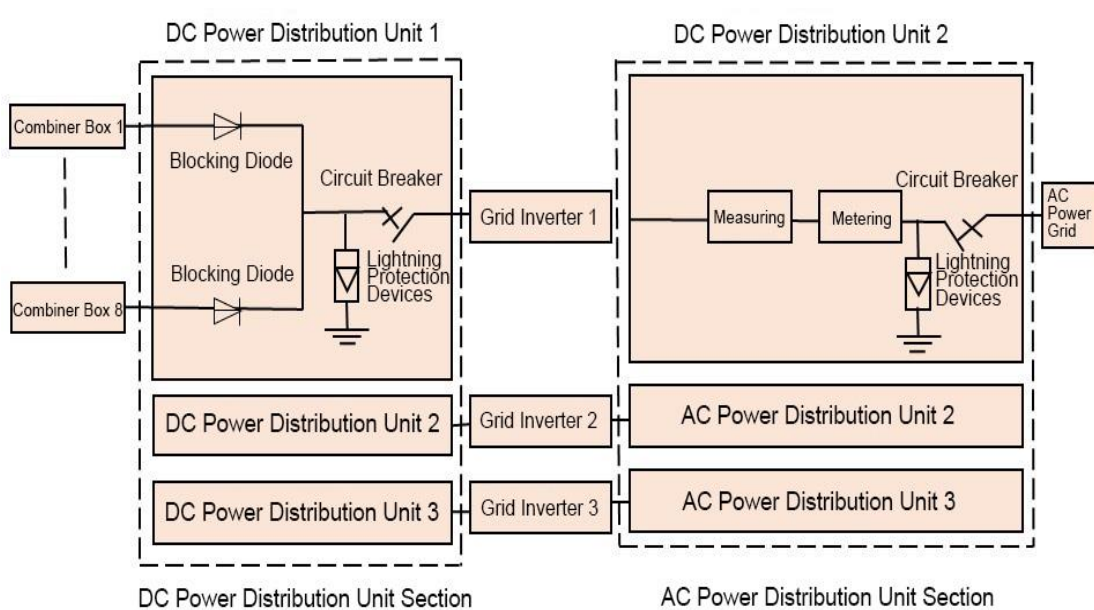 DC Power Distribution Unit 1
DC Power Distribution Unit 2
Combiner Box 1
Blocking Diode
Circuit Breaker
Blocking Diode
Lightning
Protection
Devices
Combiner Box 8
Grid Inverter 1
Measuring
Metering
Circuit Breaker
Lightning
Protection
Devices
AC
Power
Grid
DC Power Distribution Unit 2
Grid Inverter 2
AC Power Distribution Unit 2
DC Power Distribution Unit 3
Grid Inverter 3
AC Power Distribution Unit 3
DC Power Distribution Unit Section
AC Power Distribution Unit Section